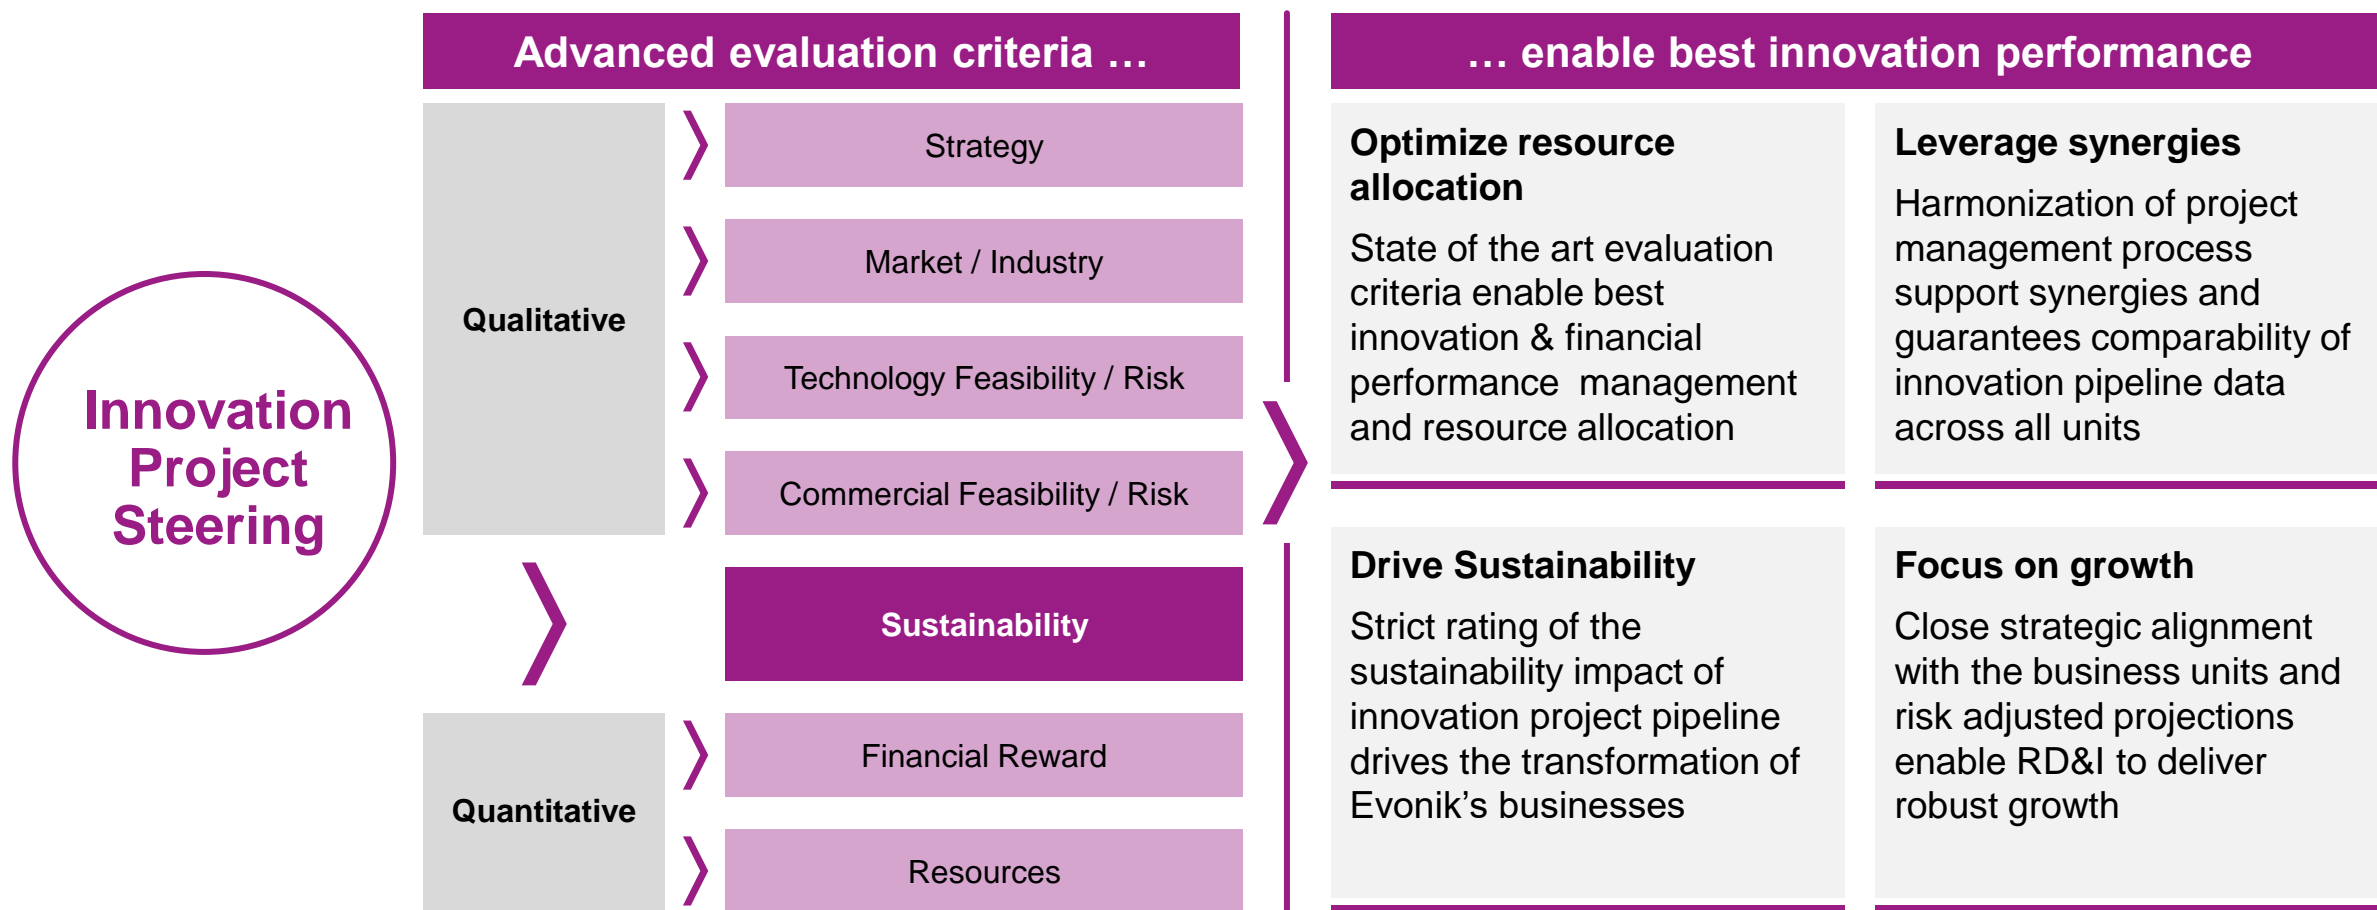 Innovation
Project
Steering
Advanced evaluation criteria …
Qualitative
Strategy
Market / Industry
Technology Feasibility / Risk
Commercial Feasibility / Risk
Sustainability
Quantitative
Financial Reward
Resources
… enable best innovation performance
Optimize resource
allocation
State of the art evaluation
criteria enable best
innovation & financial
performance  management
and resource allocation
Leverage synergies
Harmonization of project
management process
support synergies and
guarantees comparability of
innovation pipeline data
across all units
Drive Sustainability
Strict rating of the
sustainability impact of
innovation project pipeline
drives the transformation of
Evonik’s businesses
Focus on growth
Close strategic alignment
with the business units and
risk adjusted projections
enable RD&I to deliver
robust growth